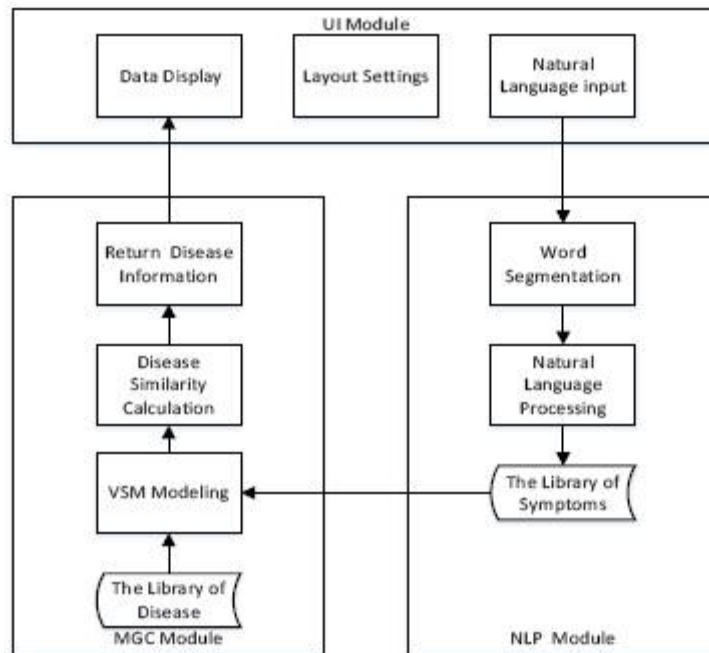 UI Module
Data Display
Layout Settings
Natural
Language input
Return  Disease
Information
Disease
Similarity
Calculation
VSM Modeling
The Library of
Disease
MGC Module
Word
Segmentation
Natural
Language
Processing
The Library of
Symptoms
NLP  Module